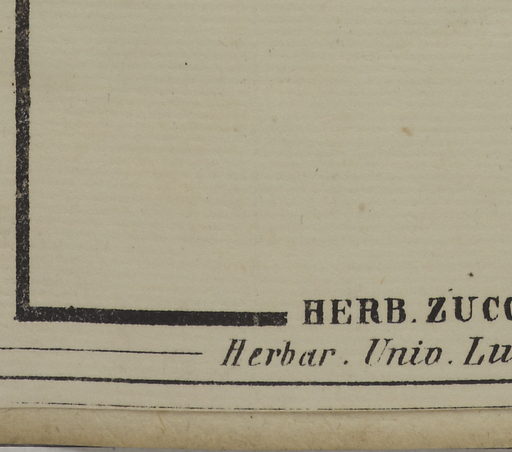 HERB. ZUCC
Herbar. Univ. Lu